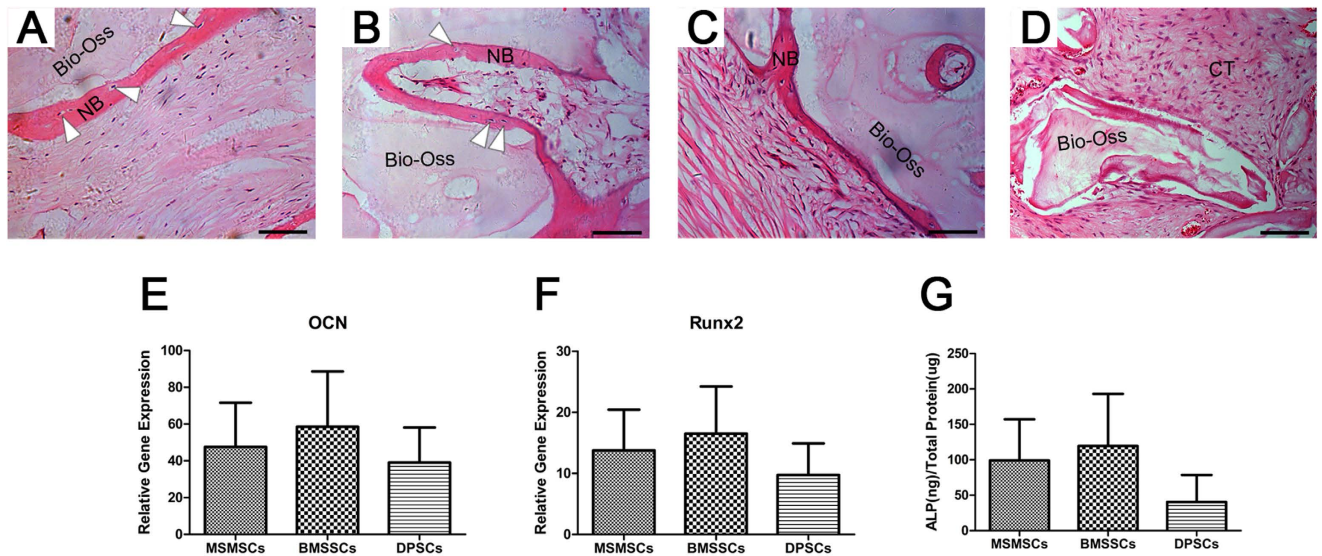 A
Bio-Oss
NB
B
NB
Bio-Oss
C
NB
Bio-Oss
D
CT
Bio-Oss
E
OCN
Relative Gene Expression
100
80
60
40
20
0
MSMSCs BMSSCs DPSCs
F
Runx2
Relative Gene Expression
30
20
10
0
MSMSCs BMSSCs DPSCs
G
ALP(ng)/Total Protein(ug)
250
200
150
100
50
0
MSMSCs BMSSCs DPSCs